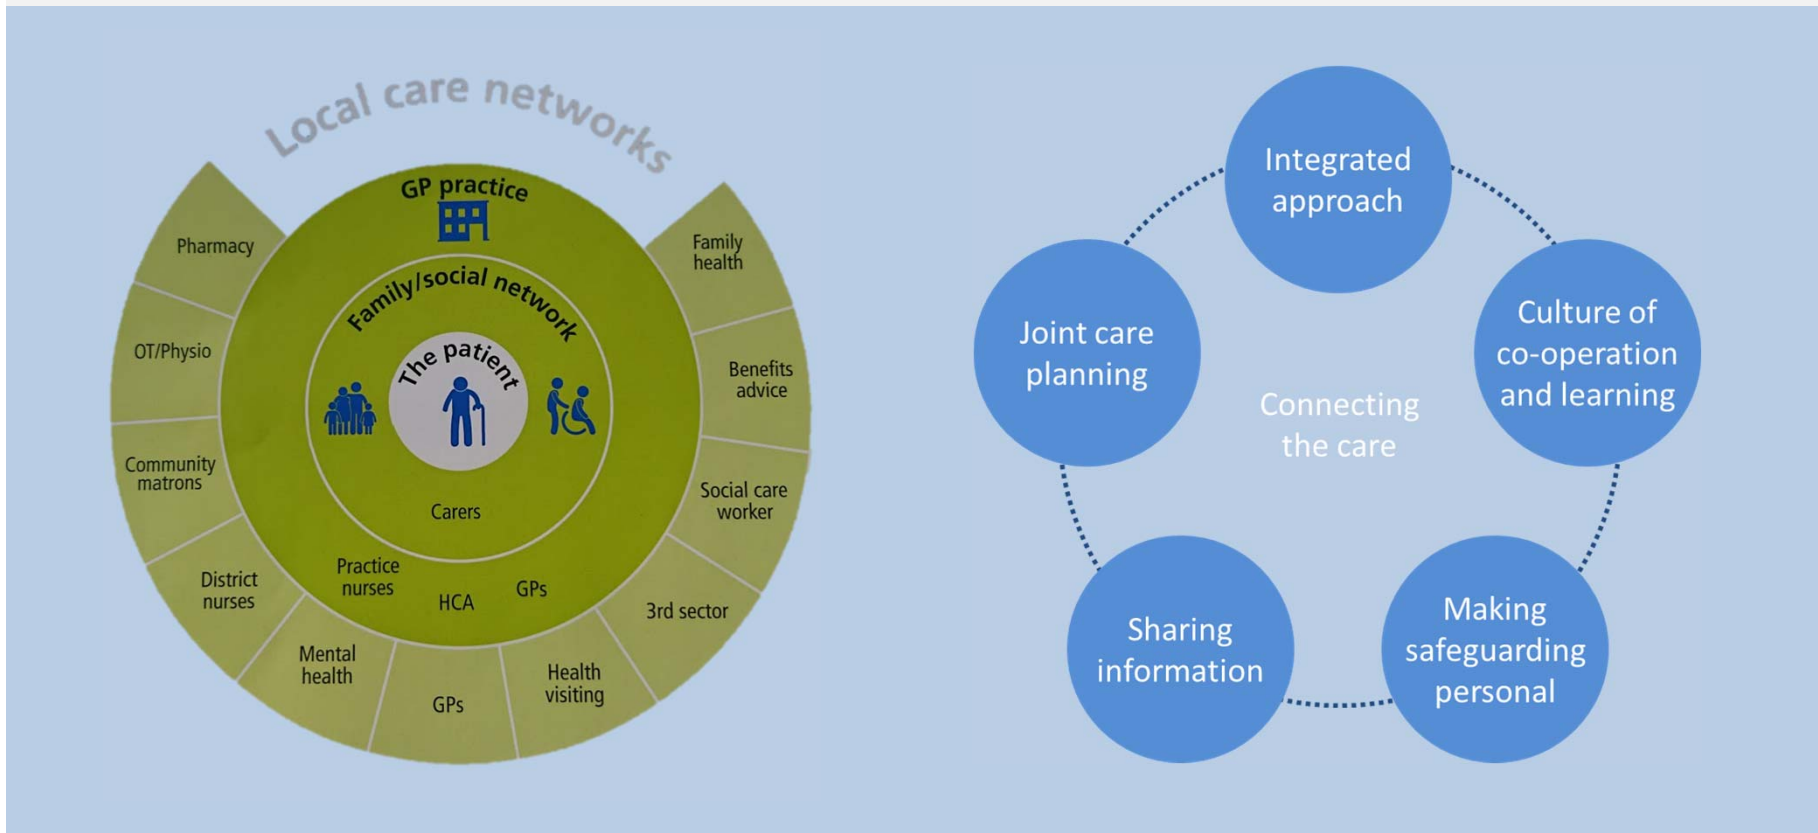 Local care networks
GP practice
Family/social network
The patient
Carers
Practice
nurses
HCA
GPs
Pharmacy
OT/Physio
Community
matrons
District
nurses
Mental
health
GPs
Health
visiting
3rd sector
Social care
worker
Benefits
advice
Family
health
Integrated
approach
Culture of
co-operation
and learning
Making
safeguarding
personal
Sharing
information
Joint care
planning
Connecting
the care